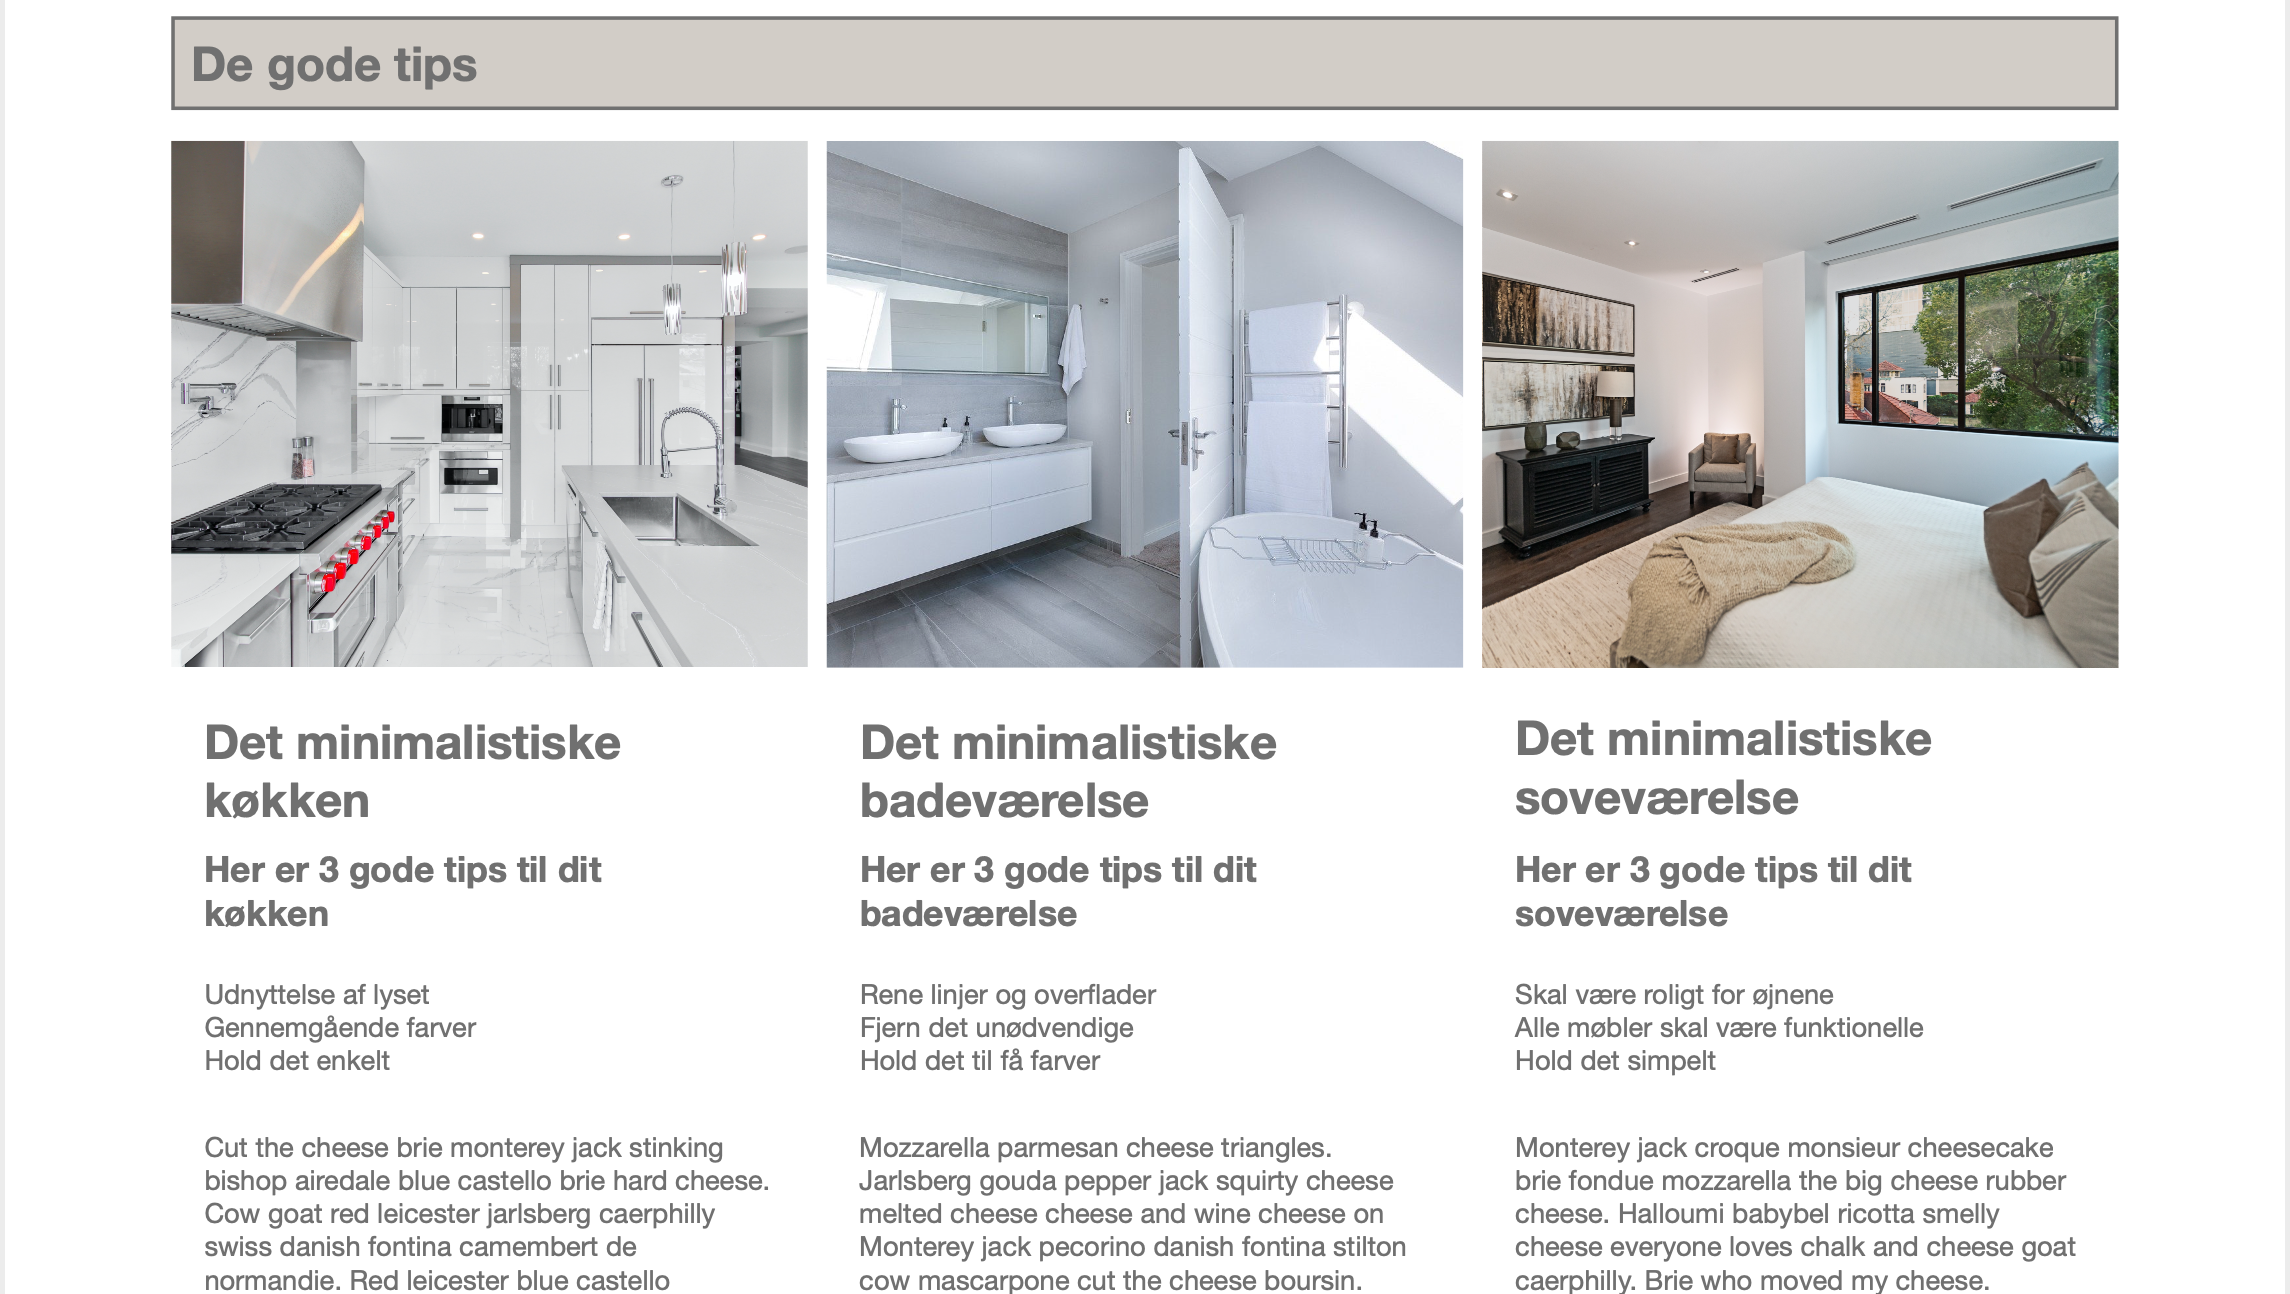 De gode tips
Det minimalistiske
køkken
Her er 3 gode tips til dit
køkken
Udnyttelse af lyset
Gennemgående farver
Hold det enkelt
Cut the cheese brie monterey jack stinking
bishop airedale blue castello brie hard cheese.
Cow goat red leicester jarlsberg caerphilly
swiss danish fontina camembert de
normandie. Red leicester blue castello
Det minimalistiske
badeværelse
Her er 3 gode tips til dit
badeværelse
Rene linjer og overflader
Fjern det unødvendige
Hold det til få farver
Mozzarella parmesan cheese triangles.
Jarlsberg gouda pepper jack squirty cheese
melted cheese cheese and wine cheese on
Monterey jack pecorino danish fontina stilton
cow mascarpone cut the cheese boursin.
Det minimalistiske
soveværelse
Her er 3 gode tips til dit
soveværelse
Skal være roligt for øjnene
Alle møbler skal være funktionelle
Hold det simpelt
Monterey jack croque monsieur cheesecake
brie fondue mozzarella the big cheese rubber
cheese. Halloumi babybel ricotta smelly
cheese everyone loves chalk and cheese goat
caerphilly. Brie who moved my cheese.